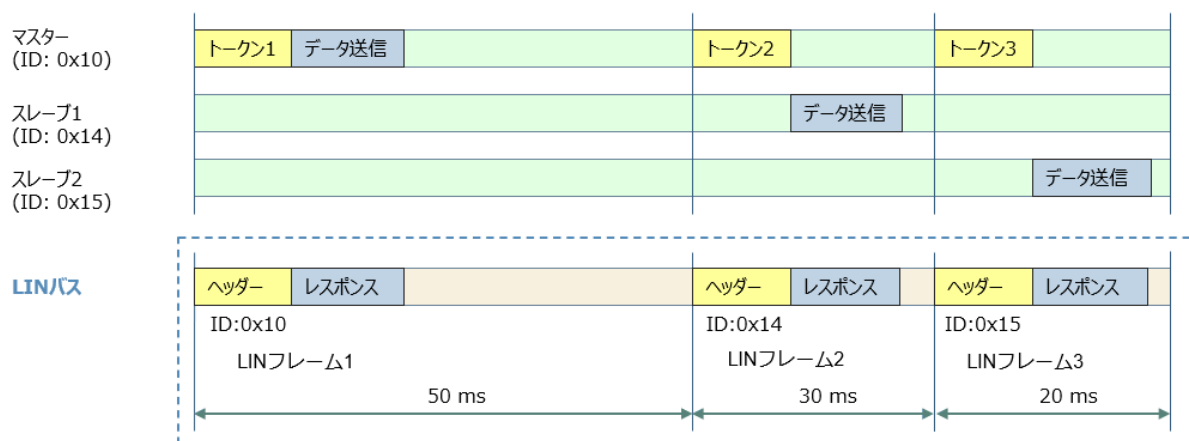 マスター
(ID: 0x10)
トークン1 データ送信 トークン2 トークン3
スレーブ1
(ID: 0x14)
データ送信
スレーブ2
(ID: 0x15)
データ送信
LINバス
ヘッダー レスポンス ヘッダー レスポンス ヘッダー レスポンス
ID:0x10 ID:0x14 ID:0x15
LINフレーム1 LINフレーム2 LINフレーム3
50 ms 30 ms 20 ms